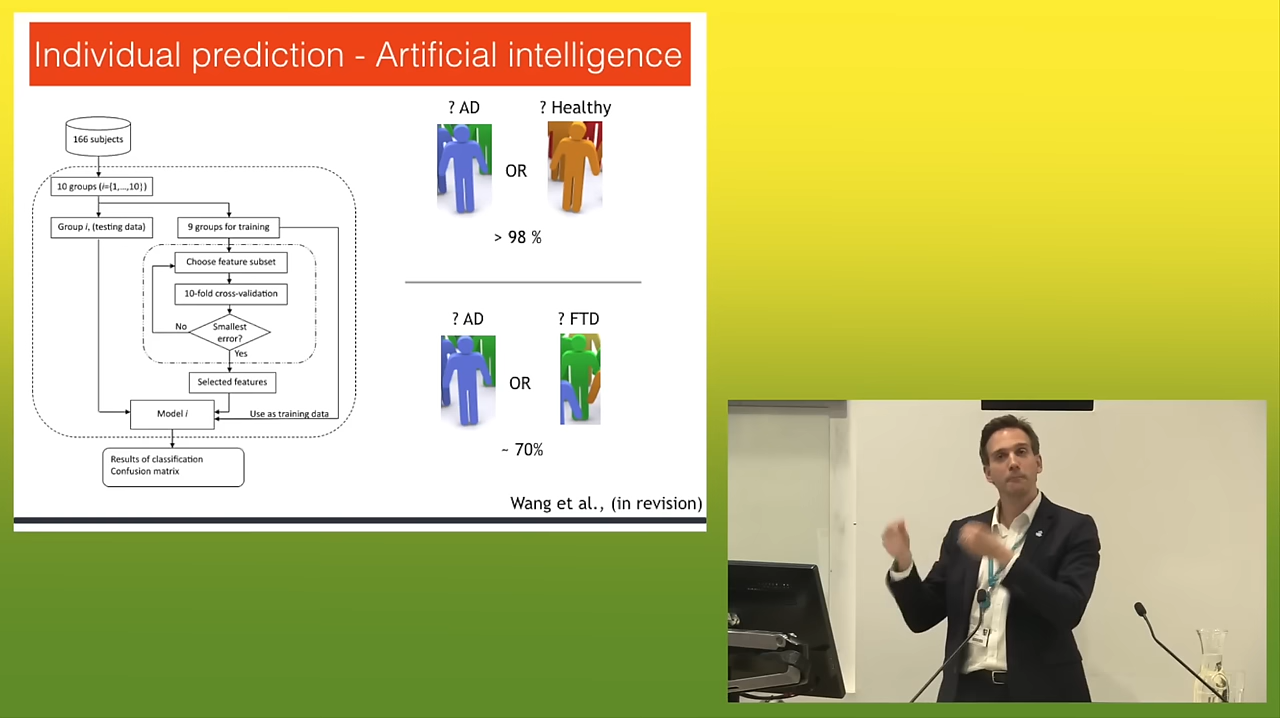 Individual prediction - Artificial intelligence
166 subjects
10 groups (i={1,...,10})
Group i, (testing data)
9 groups for training
Choose feature subset
10-fold cross-validation
No
Smallest
error?
Yes
Selected features
Model i
Use as training data
Results of classification
Confusion matrix
? AD
? Healthy
OR
> 98 %
? AD
? FTD
OR
~ 70%
Wang et al., (in revision)